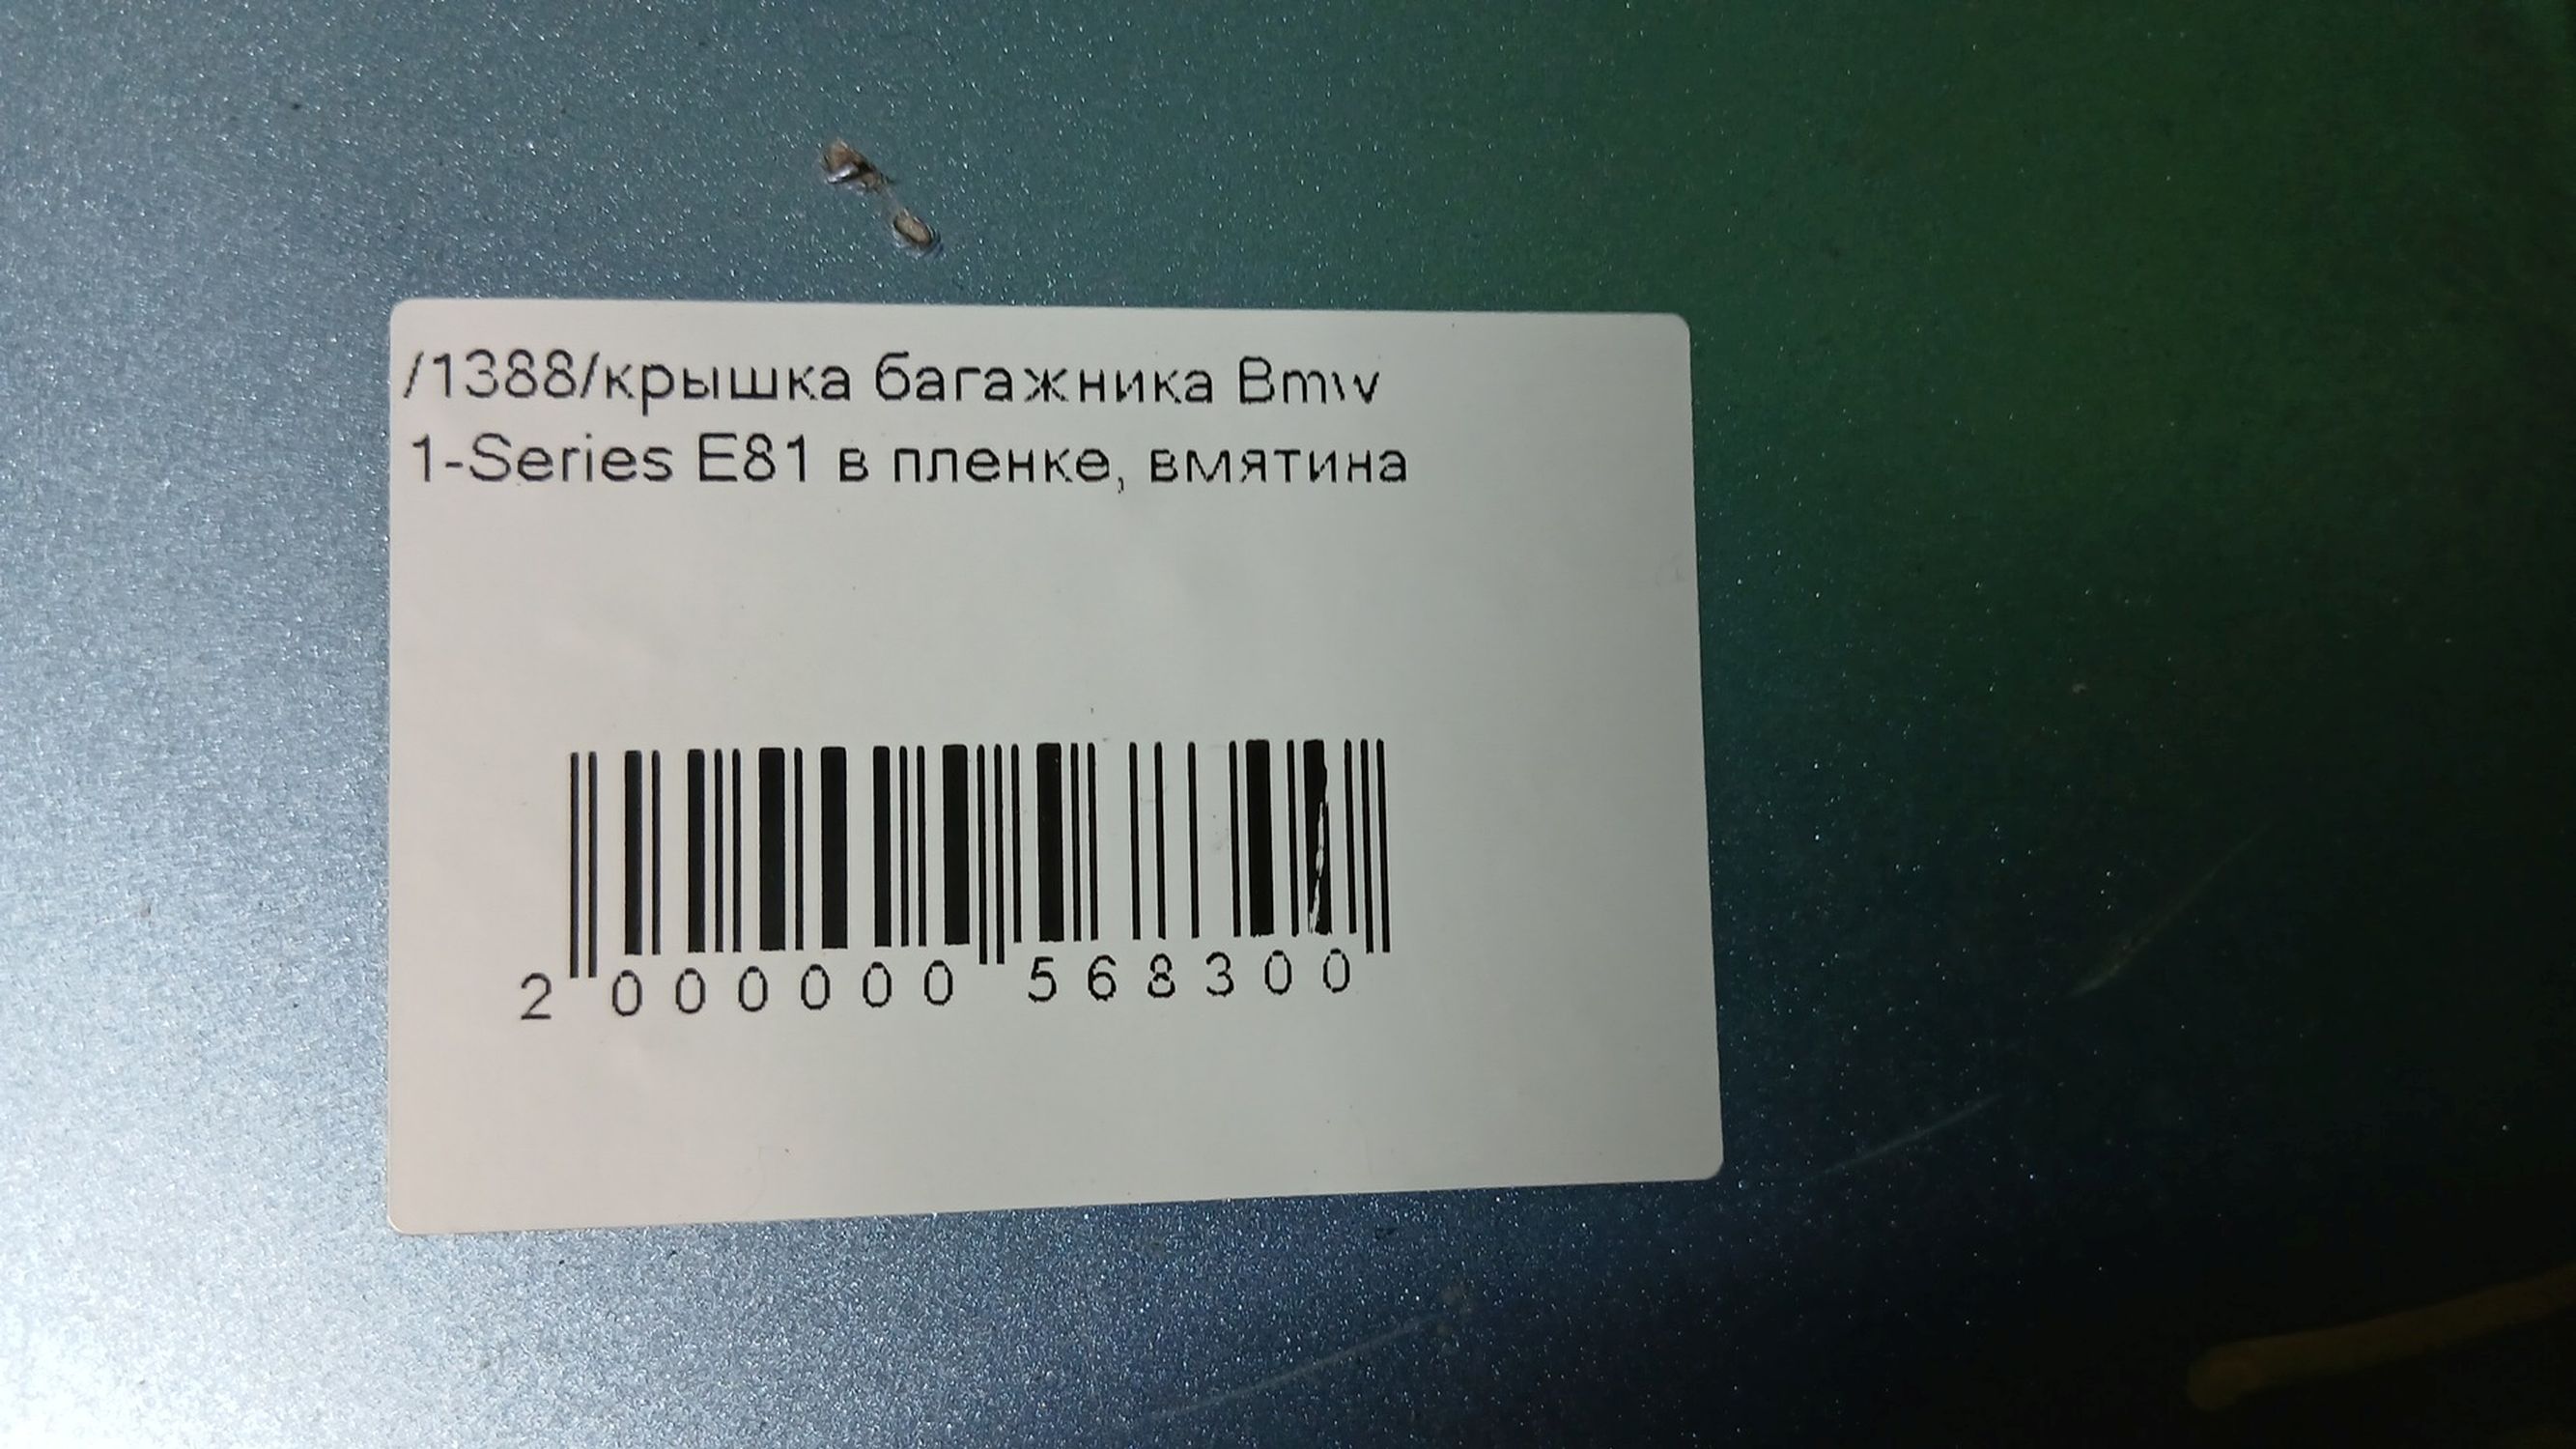 /1388/крышка багажника Bmw
1-Series E81 в пленке, вмятина
2 000000 568300